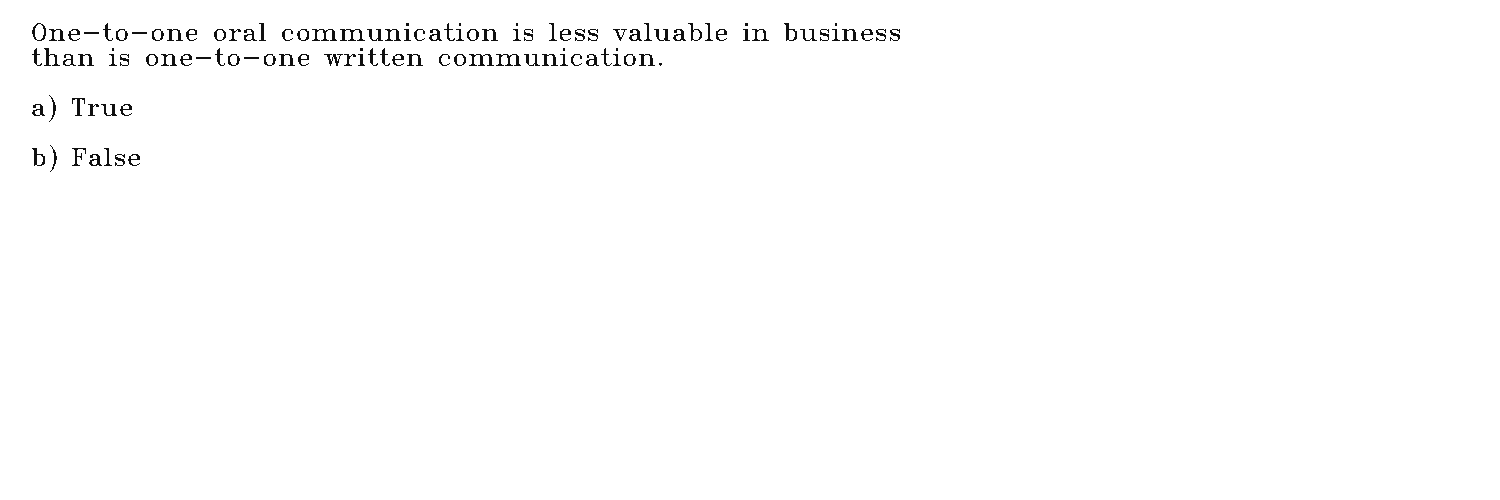 One-to-one oral communication is less valuable in business
than is one-to-one written communication.
a) True
b) False